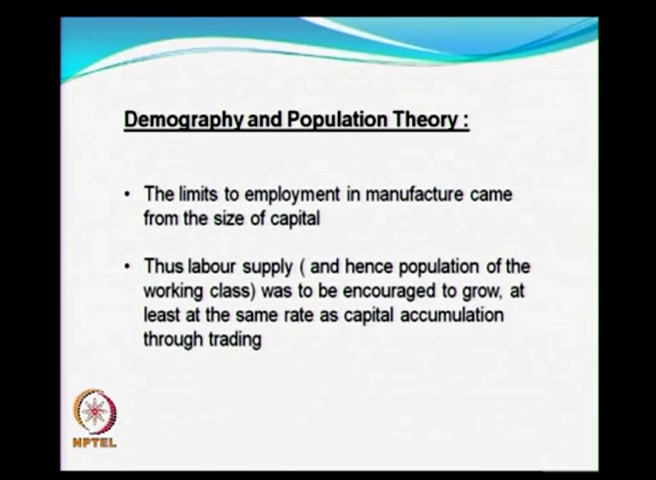 Demography and Population Theory :
• The limits to employment in manufacture came
from the size of capital
• Thus labour supply ( and hence population of the
working class) was to be encouraged to grow, at
least at the same rate as capital accumulation
through trading
NPTEL